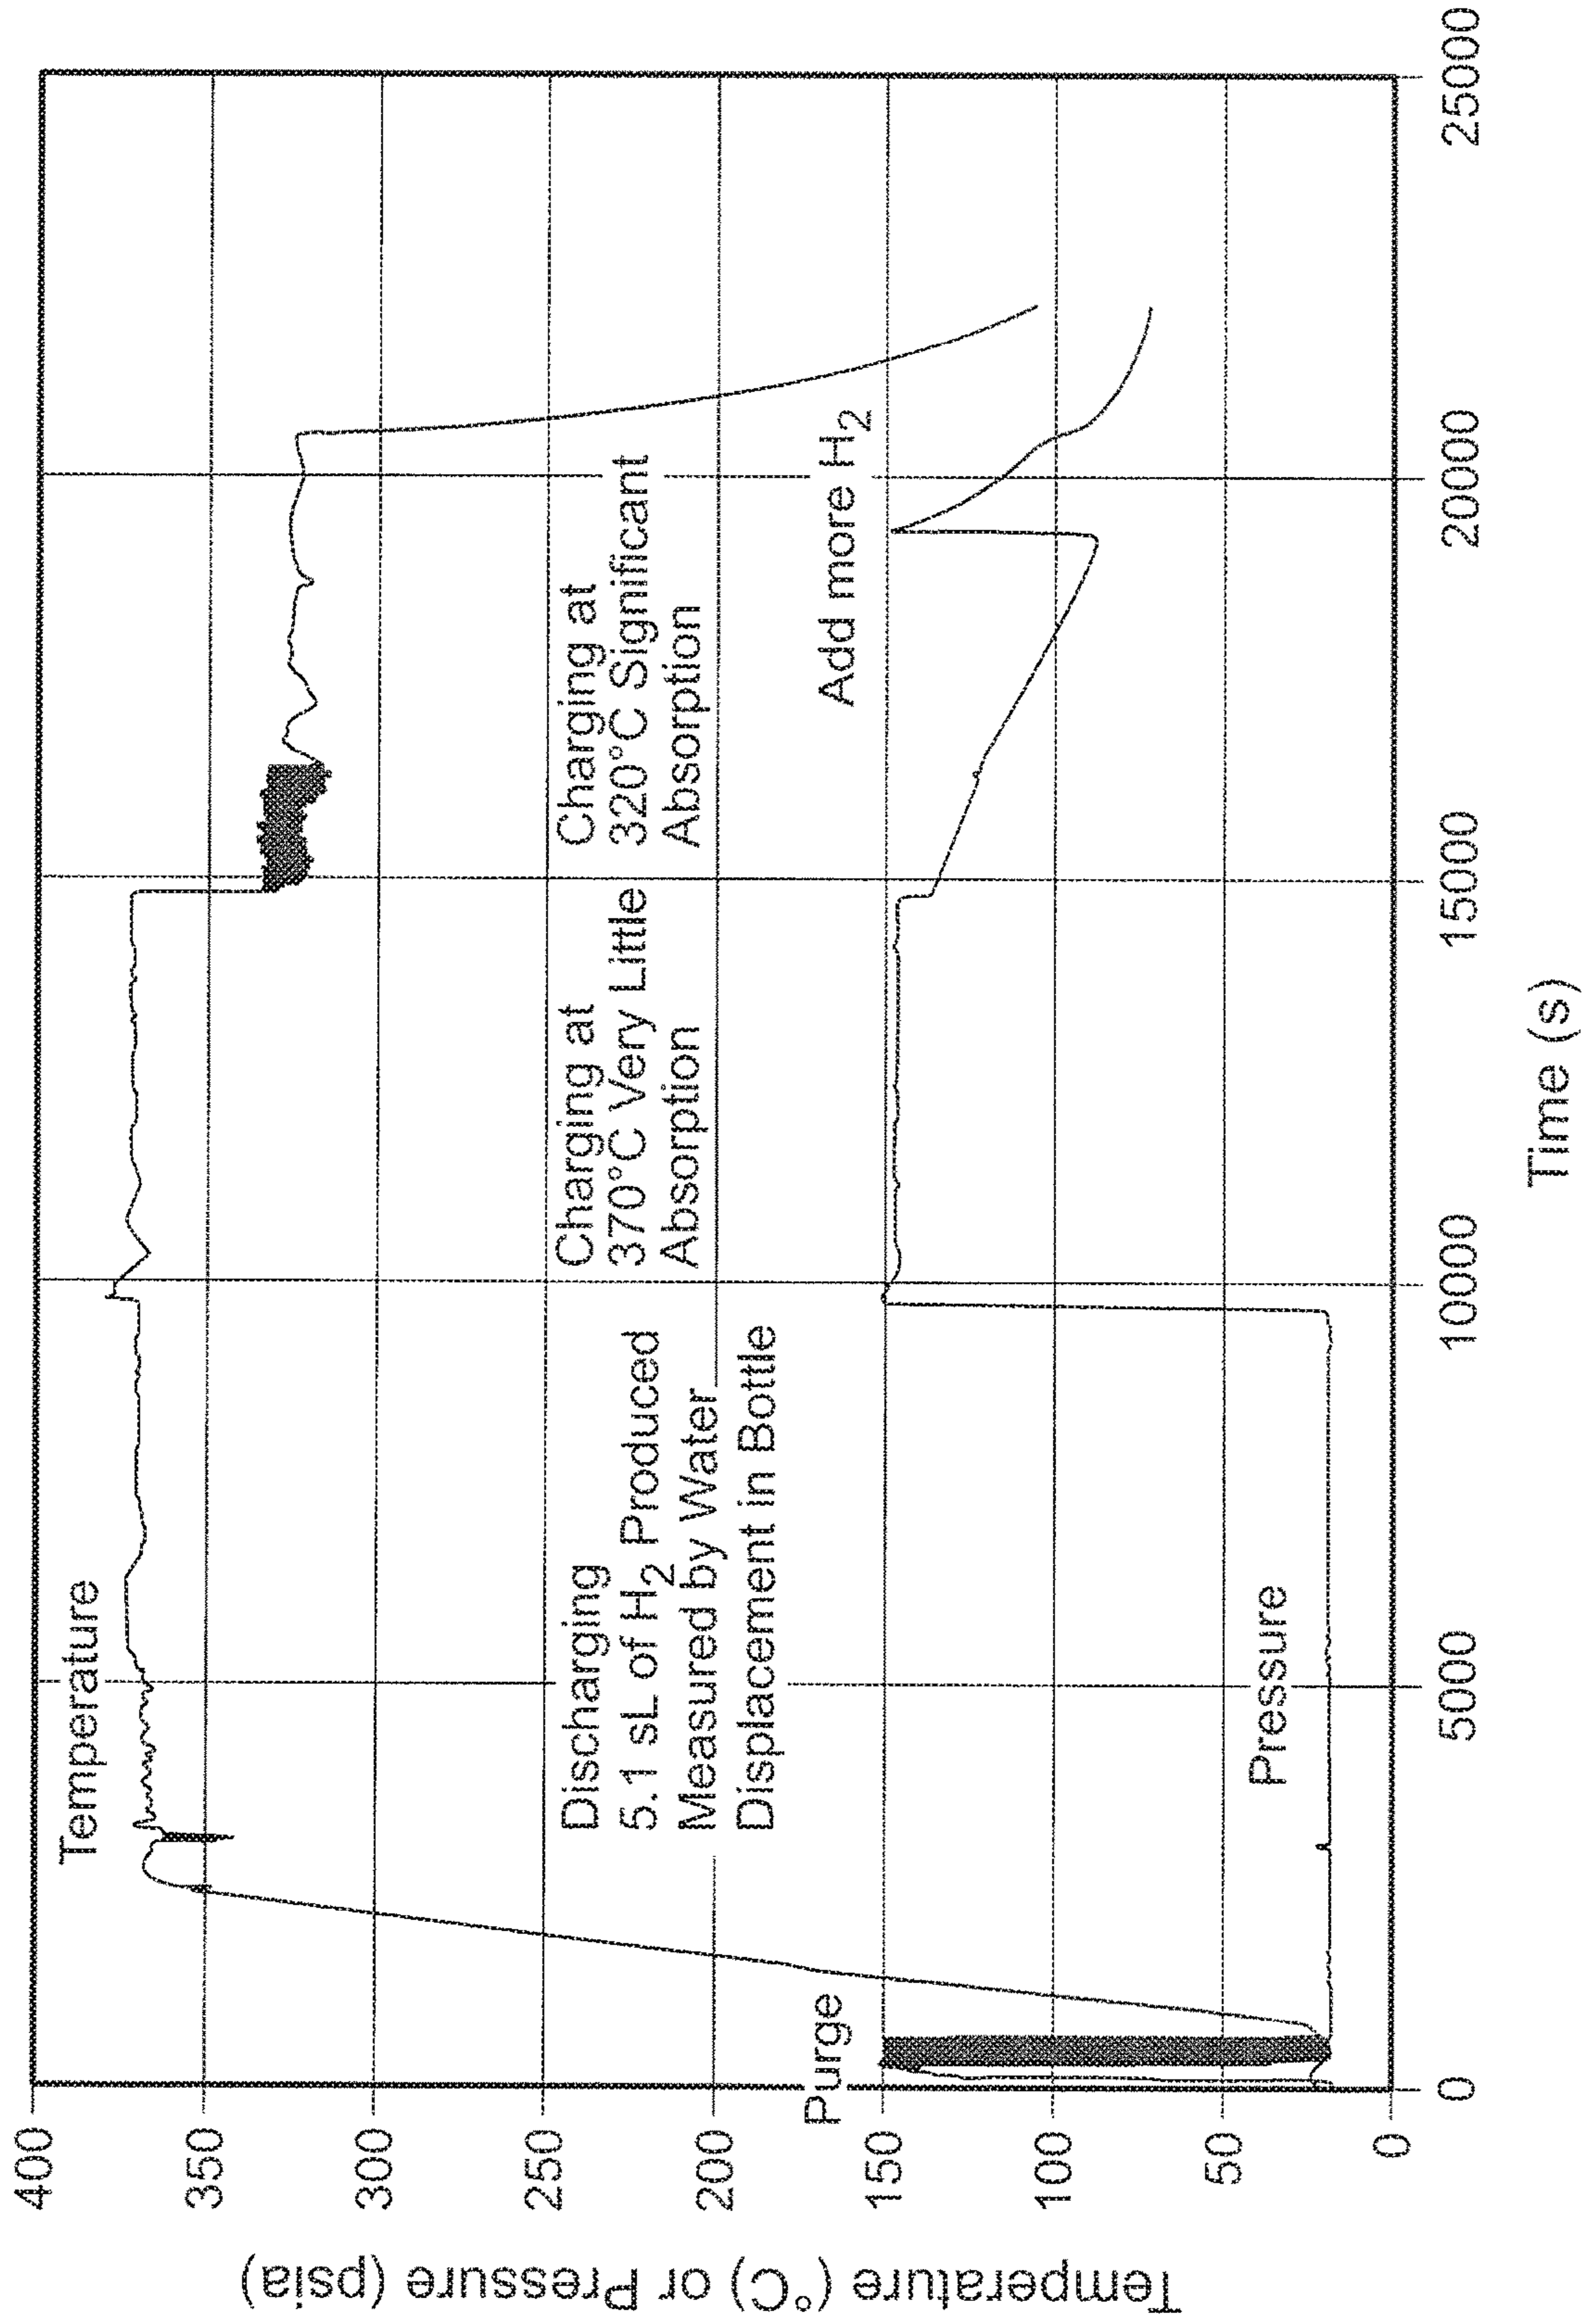 Temperature (°C) or Pressure (psia)
400
350
300
250
200
150
100
50
0
Temperature
Purge
Discharging
5.1 sL of H₂ Produced
Measured by Water
Displacement in Bottle
Charging at
370°C Very Little
Absorption
Charging at
320°C Significant
Absorption
Add more H₂
Pressure
0
5000
10000
15000
20000
25000
Time (s)